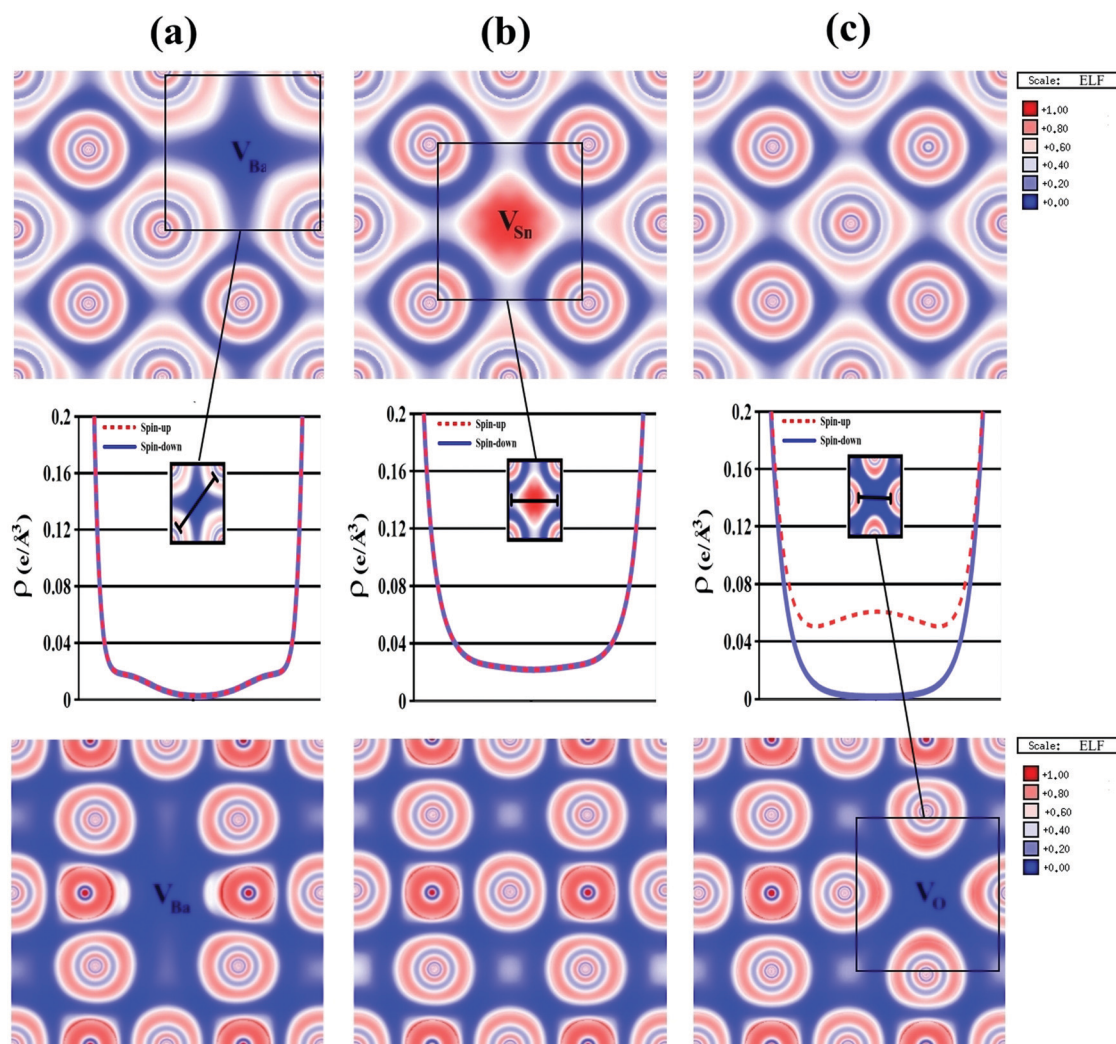 (a) (b) (c)
Scale: ELF
+1.00
+0.80
+0.60
+0.40
+0.20
+0.00
V_Ba
V_Sn
0.2
0.16
0.12
0.08
0.04
0
ρ (e/Å³)
Spin-up
Spin-down
0.2
0.16
0.12
0.08
0.04
0
ρ (e/Å³)
Spin-up
Spin-down
0.2
0.16
0.12
0.08
0.04
0
ρ (e/Å³)
Spin-up
Spin-down
Scale: ELF
+1.00
+0.80
+0.60
+0.40
+0.20
+0.00
V_Ba
V_O